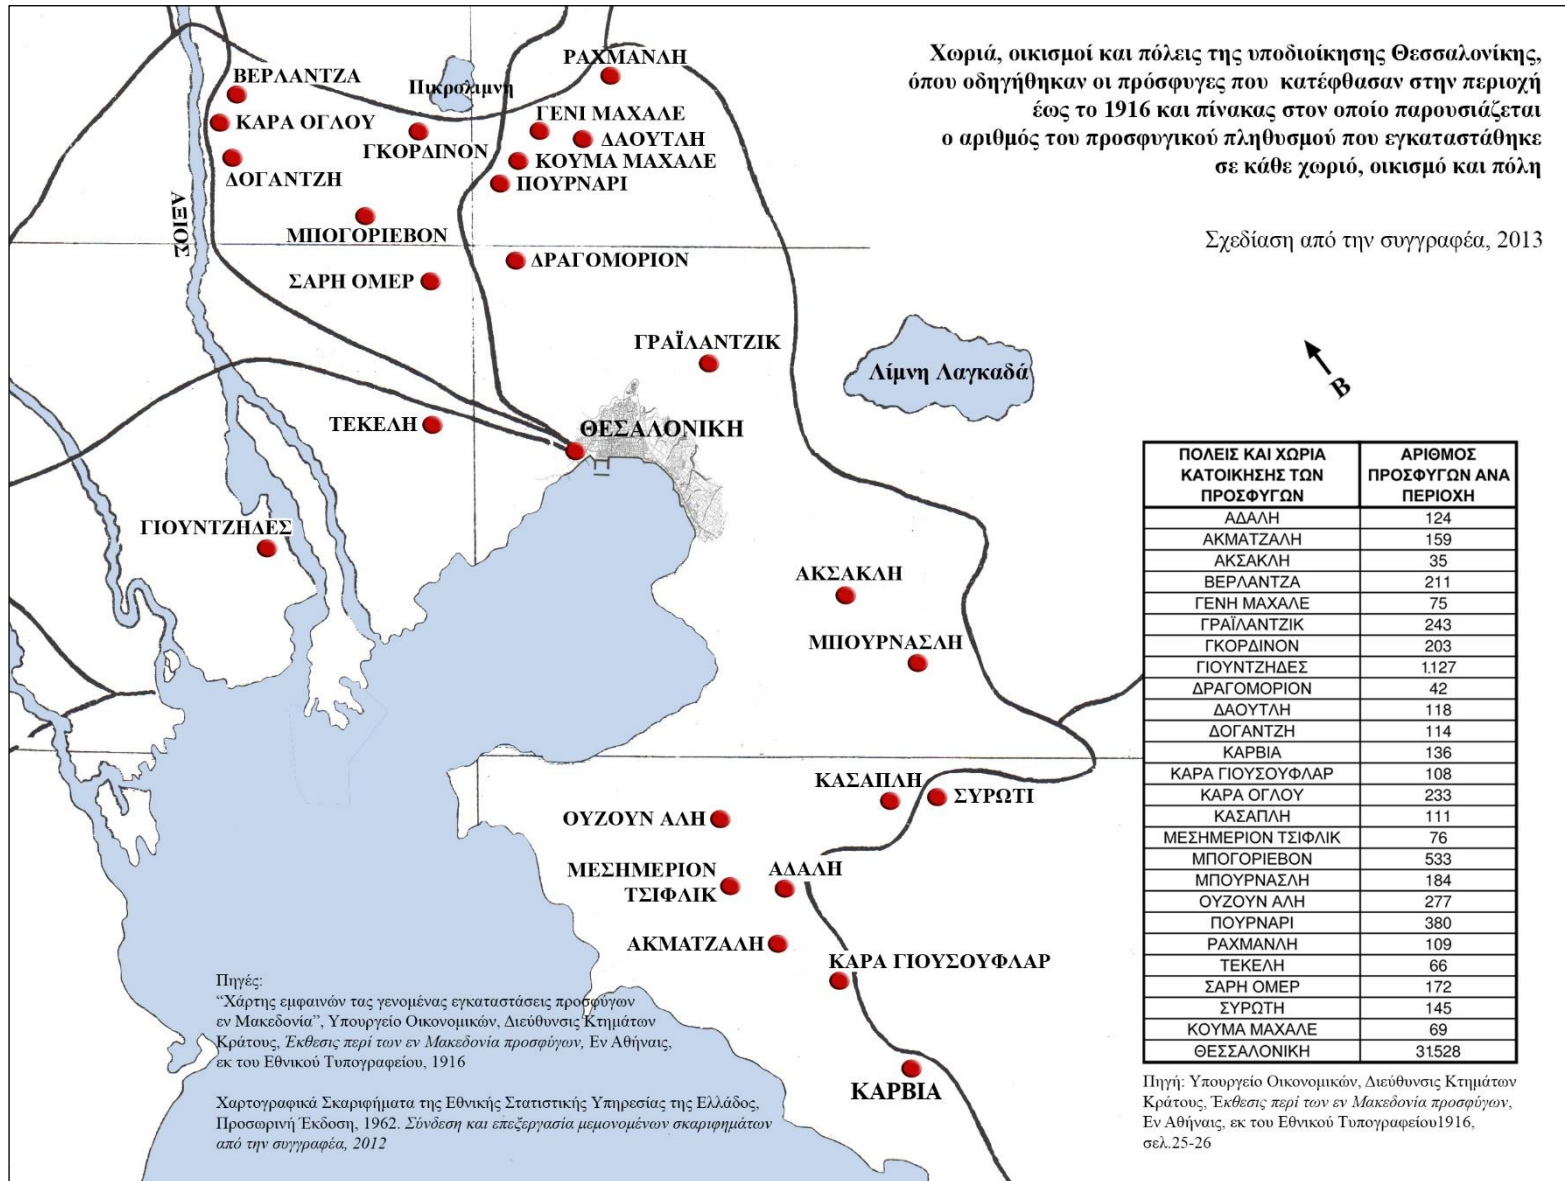 Χωριά, οικισμοί και πόλεις της υποδιοίκησης Θεσσαλονίκης,
όπου οδηγήθηκαν οι πρόσφυγες που κατέφθασαν στην περιοχή
έως το 1916 και πίνακας στον οποίο παρουσιάζεται
ο αριθμός του προσφυγικού πληθυσμού που εγκαταστάθηκε
σε κάθε χωριό, οικισμό και πόλη
Σχεδίαση από την συγγραφέα, 2013
ΡΑΧΜΑΝΛΗ
ΒΕΡΛΑΝΤΖΑ
Πικρολιμνη
ΚΑΡΑ ΟΓΛΟΥ
ΓΕΝΙ ΜΑΧΑΛΕ
ΔΑΟΥΤΛΗ
ΓΚΟΡΔΙΝΟΝ
ΚΟΥΜΑ ΜΑΧΑΛΕ
ΔΟΓΑΝΤΖΗ
ΠΟΥΡΝΑΡΙ
ΑΞΙΟΣ
ΜΠΟΓΟΡΙΕΒΟΝ
ΔΡΑΓΟΜΟΡΙΟΝ
ΣΑΡΗ ΟΜΕΡ
ΓΡΑΪΛΑΝΤΖΙΚ
Λίμνη Λαγκαδά
Β
ΤΕΚΕΛΗ
ΘΕΣΑΛΟΝΙΚΗ
ΓΙΟΥΝΤΖΗΔΕΣ
ΑΚΣΑΚΛΗ
ΜΠΟΥΡΝΑΣΛΗ
ΚΑΣΑΠΛΗ
ΣΥΡΩΤΙ
ΟΥΖΟΥΝ ΑΛΗ
ΜΕΣΗΜΕΡΙΟΝ
ΤΣΙΦΛΙΚ
ΑΔΑΛΗ
ΑΚΜΑΤΖΑΛΗ
ΚΑΡΑ ΓΙΟΥΣΟΥΦΛΑΡ
ΚΑΡΒΙΑ
ΠΟΛΕΙΣ ΚΑΙ ΧΩΡΙΑ
ΚΑΤΟΙΚΗΣΗΣ ΤΩΝ
ΠΡΟΣΦΥΓΩΝ
ΑΡΙΘΜΟΣ
ΠΡΟΣΦΥΓΩΝ ΑΝΑ
ΠΕΡΙΟΧΗ
ΑΔΑΛΗ 124
ΑΚΜΑΤΖΑΛΗ 159
ΑΚΣΑΚΛΗ 35
ΒΕΡΛΑΝΤΖΑ 211
ΓΕΝΗ ΜΑΧΑΛΕ 75
ΓΡΑΪΛΑΝΤΖΙΚ 243
ΓΚΟΡΔΙΝΟΝ 203
ΓΙΟΥΝΤΖΗΔΕΣ 1.127
ΔΡΑΓΟΜΟΡΙΟΝ 42
ΔΑΟΥΤΛΗ 118
ΔΟΓΑΝΤΖΗ 114
ΚΑΡΒΙΑ 136
ΚΑΡΑ ΓΙΟΥΣΟΥΦΛΑΡ 108
ΚΑΡΑ ΟΓΛΟΥ 233
ΚΑΣΑΠΛΗ 111
ΜΕΣΗΜΕΡΙΟΝ ΤΣΙΦΛΙΚ 76
ΜΠΟΓΟΡΙΕΒΟΝ 533
ΜΠΟΥΡΝΑΣΛΗ 184
ΟΥΖΟΥΝ ΑΛΗ 277
ΠΟΥΡΝΑΡΙ 380
ΡΑΧΜΑΝΛΗ 109
ΤΕΚΕΛΗ 66
ΣΑΡΗ ΟΜΕΡ 172
ΣΥΡΩΤΗ 145
ΚΟΥΜΑ ΜΑΧΑΛΕ 69
ΘΕΣΣΑΛΟΝΙΚΗ 31.528
Πηγή: Υπουργείο Οικονομικών, Διεύθυνσις Κτημάτων
Κράτους, Έκθεσις περί των εν Μακεδονία προσφύγων,
Εν Αθήναις, εκ του Εθνικού Τυπογραφείου1916,
σελ.25-26
Πηγές:
“Χάρτης εμφαινών τας γενομένας εγκαταστάσεις προσφύγων
εν Μακεδονία”, Υπουργείο Οικονομικών, Διεύθυνσις Κτημάτων
Κράτους, Έκθεσις περί των εν Μακεδονία προσφύγων, Εν Αθήναις,
εκ του Εθνικού Τυπογραφείου, 1916
Χαρτογραφικά Σκαριφήματα της Εθνικής Στατιστικής Υπηρεσίας της Ελλάδος,
Προσωρινή Έκδοση, 1962. Σύνδεση και επεξεργασία μεμονομένων σκαριφημάτων
από την συγγραφέα, 2012